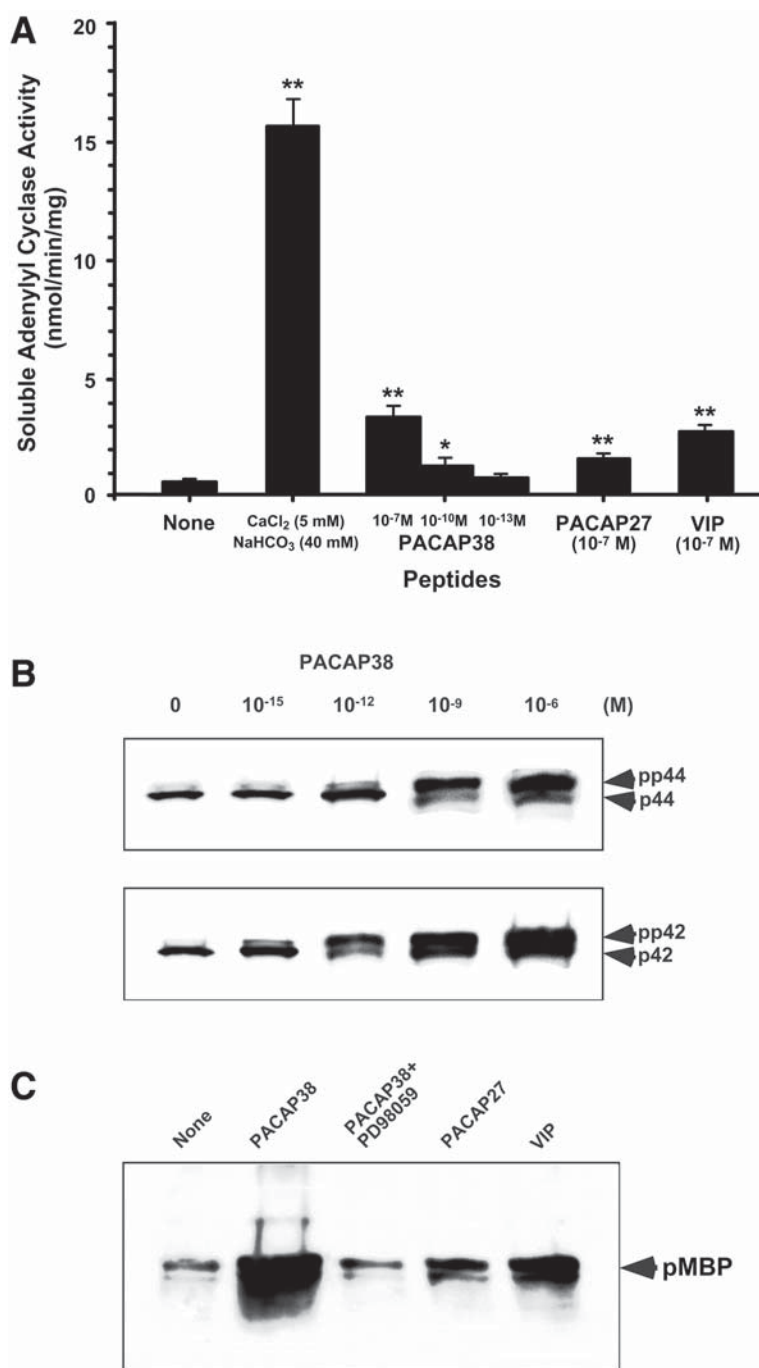 A
Soluble Adenylyl Cyclase Activity
(nmol/min/mg)
20
15
10
5
0
**
**
*
**
**
None
CaCl₂ (5 mM)
NaHCO₃ (40 mM)
10⁻⁷M 10⁻¹⁰M 10⁻¹³M
PACAP38
PACAP27
(10⁻⁷ M)
VIP
(10⁻⁷ M)
Peptides
B
PACAP38
0 10⁻¹⁵ 10⁻¹² 10⁻⁹ 10⁻⁶ (M)
pp44
p44
pp42
p42
C
None
PACAP38
PACAP38+
PD98059
PACAP27
VIP
pMBP